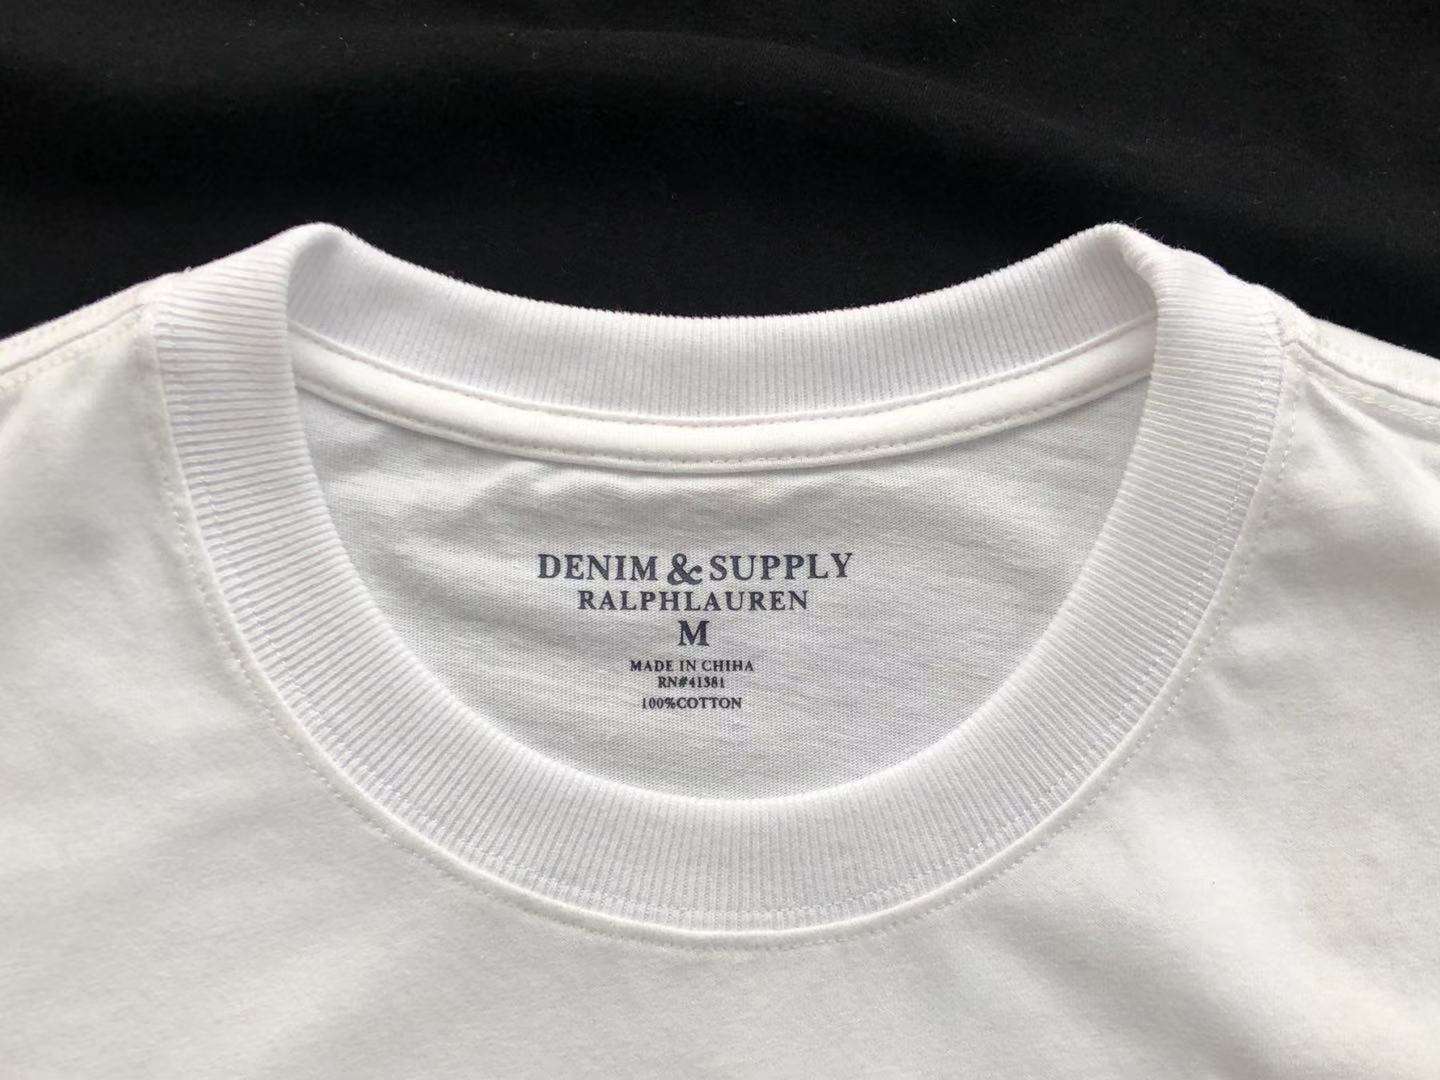 DENIM & SUPPLY
RALPHLAUREN
M
MADE IN CHIHA
RN#41381
100%COTTON